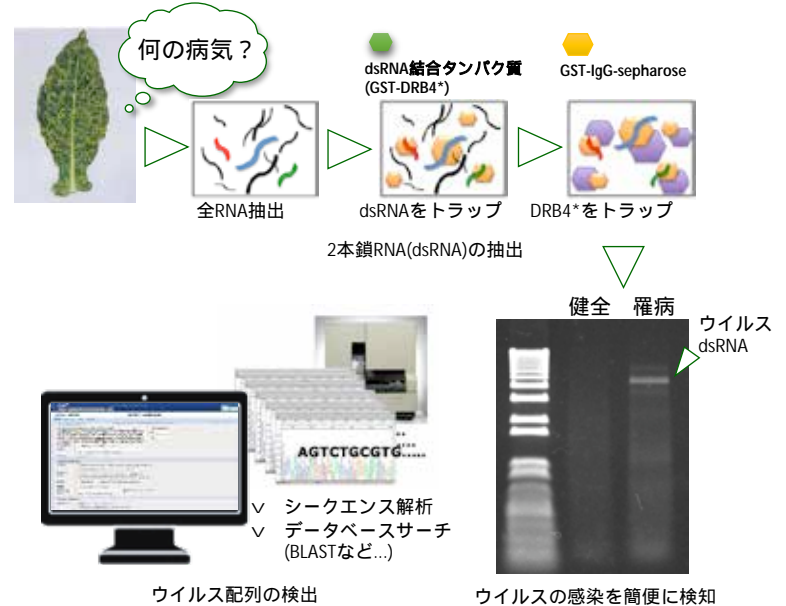 何の病気？
dsRNA結合タンパク質
(GST-DRB4*)
GST-IgG-sepharose
全RNA抽出
dsRNAをトラップ
DRB4*をトラップ
2本鎖RNA(dsRNA)の抽出
健全 罹病
ウイルス
dsRNA
AGTCTGCGTG.....
v シークエンス解析
v データベースサーチ
(BLASTなど...)
ウイルス配列の検出
ウイルスの感染を簡便に検知